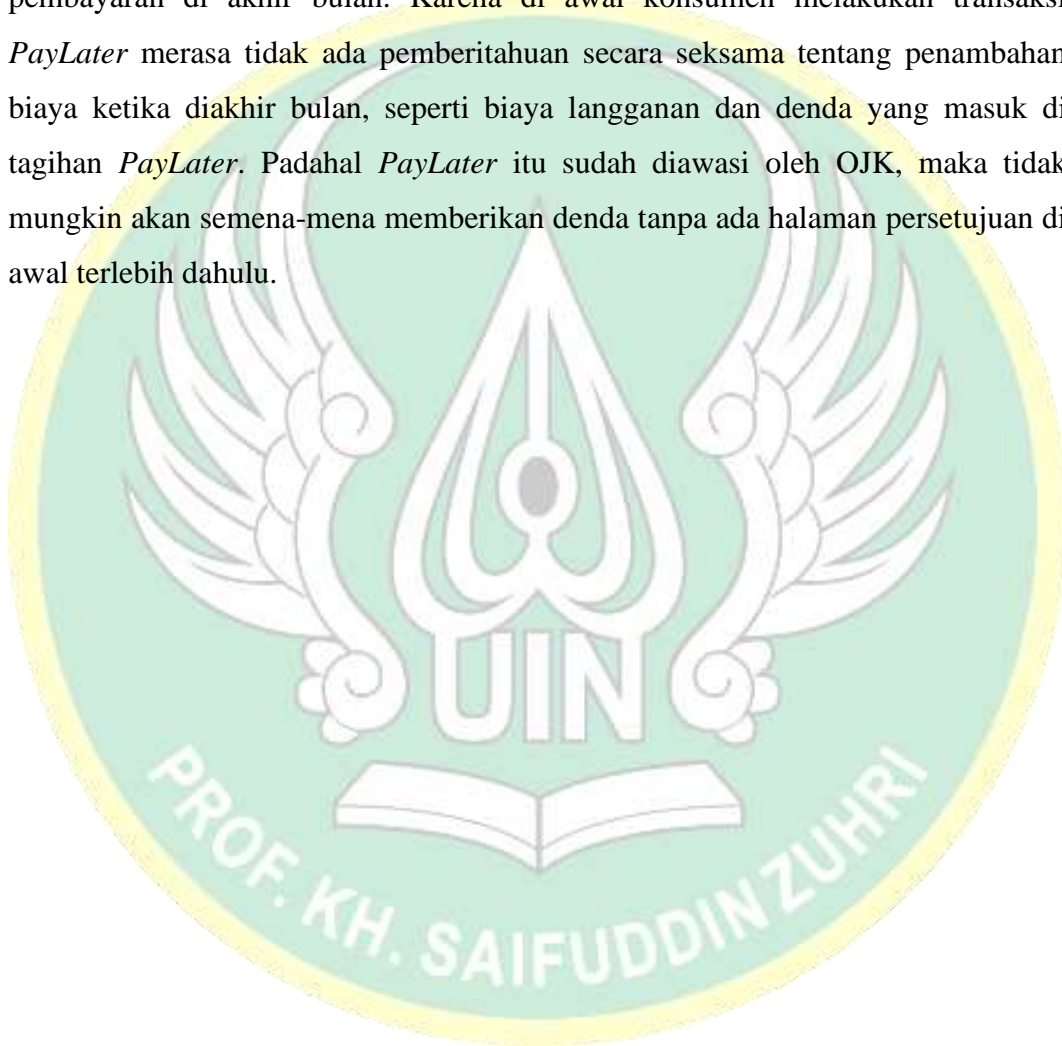 pembayaran di akhir bulan. Karena di awal konsumen melakukan transaksi
PayLater merasa tidak ada pemberitahuan secara seksama tentang penambahan
biaya ketika diakhir bulan, seperti biaya langganan dan denda yang masuk di
tagihan PayLater. Padahal PayLater itu sudah diawasi oleh OJK, maka tidak
mungkin akan semena-mena memberikan denda tanpa ada halaman persetujuan di
awal terlebih dahulu.
UIN
PROF. KH. SAIFUDDIN ZUHRI